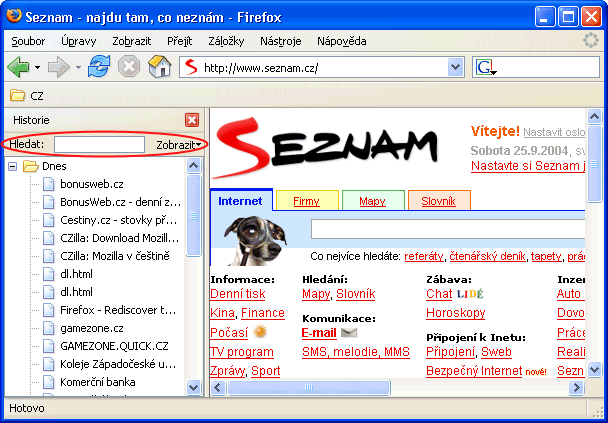 Seznam - najdu tam, co neznám - Firefox
Soubor Úpravy Zobrazit Přejít Záložky Nástroje Nápověda
http://www.seznam.cz/ G
CZ
Historie
Hledat: Zobrazit
Dnes
bonusweb.cz
BonusWeb.cz - denní z...
Cestiny.cz - stovky př...
CZilla: Download Mozill...
CZilla: Mozilla v češtině
dl.html
dl.html
Firefox - Rediscover t...
gamezone.cz
GAMEZONE.QUICK.CZ
Koleje Západočeské u...
Komerční banka
SEZNAM
Vítejte! Nastavit oslo
Sobota 25.9.2004, sv
Nastavte si Seznam j
Internet Firmy Mapy Slovník
Co nejvíce hledáte: referáty, čtenářský deník, tapety, prác
Informace:
Denní tisk
Kina, Finance
Počasí
TV program
Zprávy, Sport
Hledání:
Mapy, Slovník
Komunikace:
E-mail
SMS, melodie, MMS
Zábava:
Chat LIDÉ
Horoskopy
Připojení k Inetu:
Připojení, Sweb
Bezpečný Internet nové!
Inzer
Auto
Dovo
Práce
Reali
Sezn
Hotovo